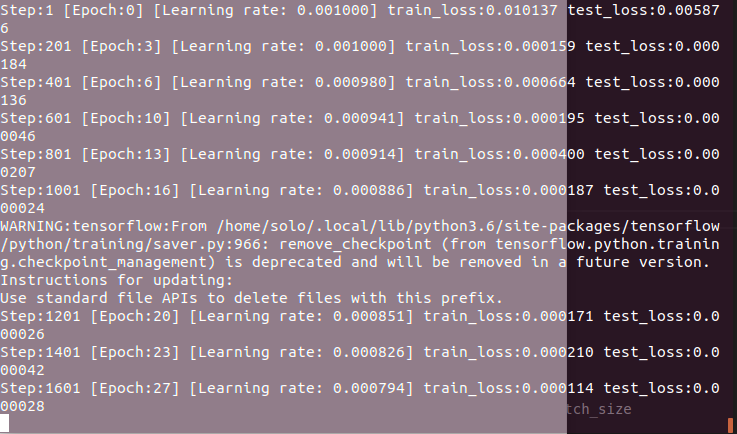 Step:1 [Epoch:0] [Learning rate: 0.001000] train_loss:0.010137 test_loss:0.00587
6
Step:201 [Epoch:3] [Learning rate: 0.001000] train_loss:0.000159 test_loss:0.000
184
Step:401 [Epoch:6] [Learning rate: 0.000980] train_loss:0.000664 test_loss:0.000
136
Step:601 [Epoch:10] [Learning rate: 0.000941] train_loss:0.000195 test_loss:0.00
0046
Step:801 [Epoch:13] [Learning rate: 0.000914] train_loss:0.000400 test_loss:0.00
0207
Step:1001 [Epoch:16] [Learning rate: 0.000886] train_loss:0.000187 test_loss:0.0
00024
WARNING:tensorflow:From /home/solo/.local/lib/python3.6/site-packages/tensorflow
/python/training/saver.py:966: remove_checkpoint (from tensorflow.python.trainin
g.checkpoint_management) is deprecated and will be removed in a future version.
Instructions for updating:
Use standard file APIs to delete files with this prefix.
Step:1201 [Epoch:20] [Learning rate: 0.000851] train_loss:0.000171 test_loss:0.0
00026
Step:1401 [Epoch:23] [Learning rate: 0.000826] train_loss:0.000210 test_loss:0.0
00042
Step:1601 [Epoch:27] [Learning rate: 0.000794] train_loss:0.000114 test_loss:0.0
00028
tch_size